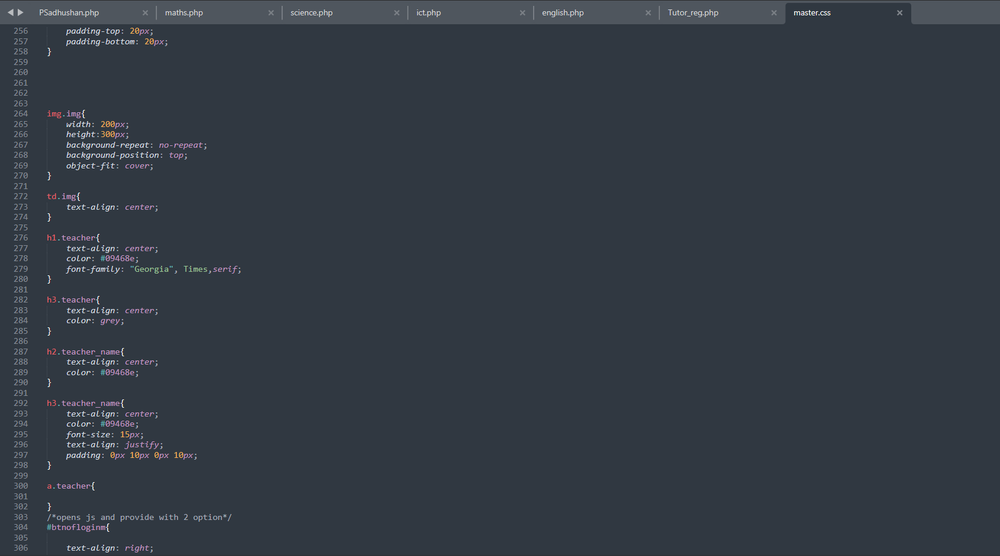 PSadhushan.php × maths.php × science.php × ict.php × english.php × Tutor_reg.php × master.css ×
256 padding-top: 20px;
257 padding-bottom: 20px;
258 }
259
260
261
262
263
264 img.img{
265 width: 200px;
266 height:300px;
267 background-repeat: no-repeat;
268 background-position: top;
269 object-fit: cover;
270 }
271
272 td.img{
273 text-align: center;
274 }
275
276 h1.teacher{
277 text-align: center;
278 color: #09468e;
279 font-family: "Georgia", Times,serif;
280 }
281
282 h3.teacher{
283 text-align: center;
284 color: grey;
285 }
286
287 h2.teacher_name{
288 text-align: center;
289 color: #09468e;
290 }
291
292 h3.teacher_name{
293 text-align: center;
294 color: #09468e;
295 font-size: 15px;
296 text-align: justify;
297 padding: 0px 10px 0px 10px;
298 }
299
300 a.teacher{
301
302 }
303 /*opens js and provide with 2 option*/
304 #btnofloginm{
305
306 text-align: right;